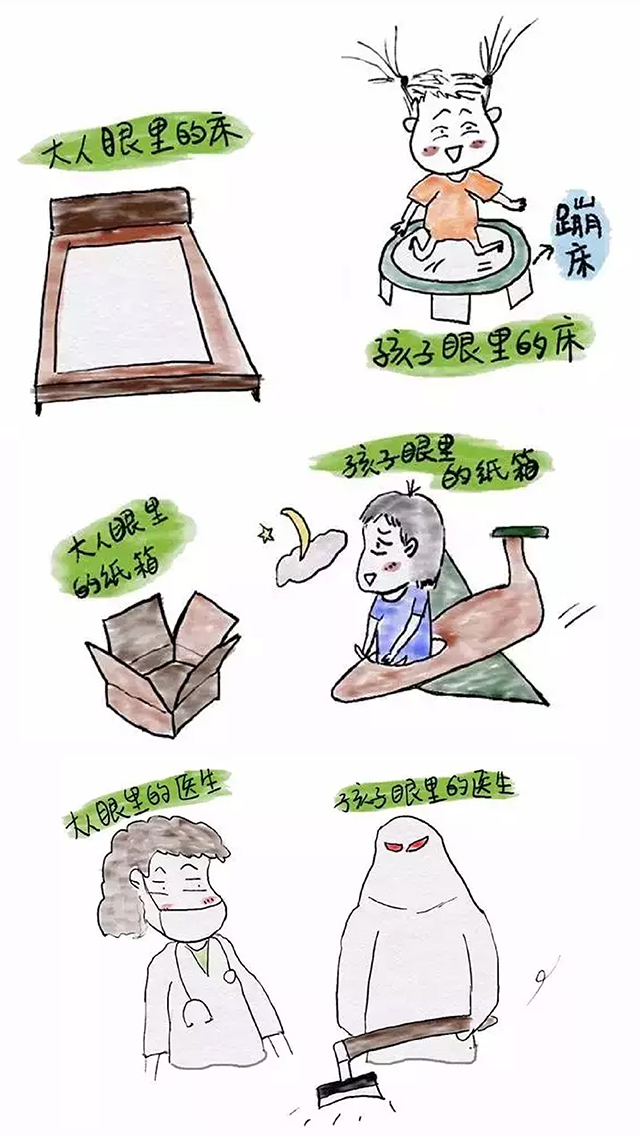 大人眼里的床
蹦
床
孩子眼里的床
孩子眼里
的纸箱
大人眼里
的纸箱
大人眼里的医生
孩子眼里的医生